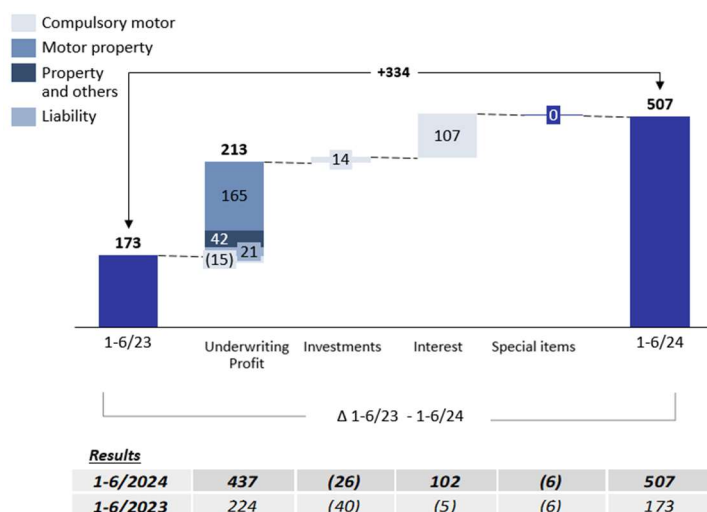 Compulsory motor
Motor property
Property
and others
Liability
+334
507
0
107
213
14
165
42
173
21
(15)
1-6/23
Underwriting
Profit
Investments
Interest
Special items
1-6/24
Δ 1-6/23 - 1-6/24
Results
1-6/2024 437 (26) 102 (6) 507
1-6/2023 224 (40) (5) (6) 173